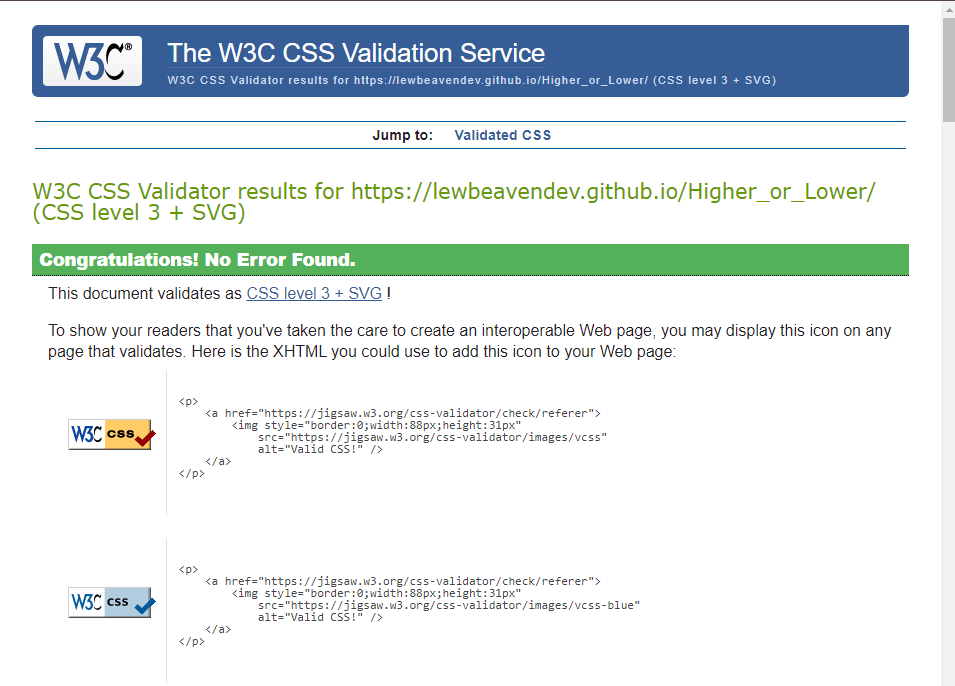 W3C®
The W3C CSS Validation Service
W3C CSS Validator results for https://lewbeavendev.github.io/Higher_or_Lower/ (CSS level 3 + SVG)
Jump to: Validated CSS
W3C CSS Validator results for https://lewbeavendev.github.io/Higher_or_Lower/
(CSS level 3 + SVG)
Congratulations! No Error Found.
This document validates as CSS level 3 + SVG !
To show your readers that you've taken the care to create an interoperable Web page, you may display this icon on any
page that validates. Here is the XHTML you could use to add this icon to your Web page:
W3C css
<p>
<a href="https://jigsaw.w3.org/css-validator/check/referer">
<img style="border:0;width:88px;height:31px"
src="https://jigsaw.w3.org/css-validator/images/vcss"
alt="Valid CSS!" />
</a>
</p>
W3C css
<p>
<a href="https://jigsaw.w3.org/css-validator/check/referer">
<img style="border:0;width:88px;height:31px"
src="https://jigsaw.w3.org/css-validator/images/vcss-blue"
alt="Valid CSS!" />
</a>
</p>